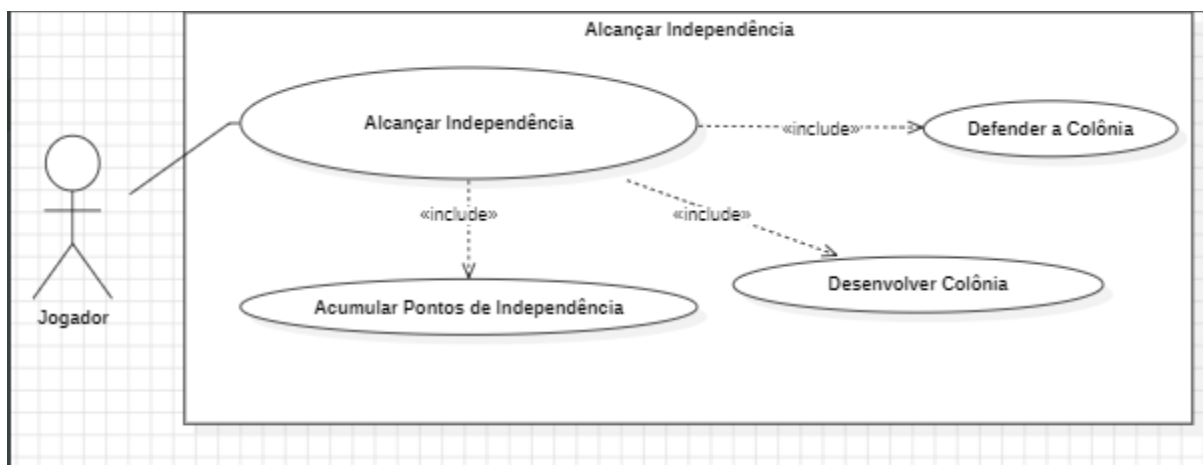 Alcançar Independência
Alcançar Independência
«include»
Defender a Colônia
«include»
«include»
Desenvolver Colônia
Acumular Pontos de Independência
Jogador